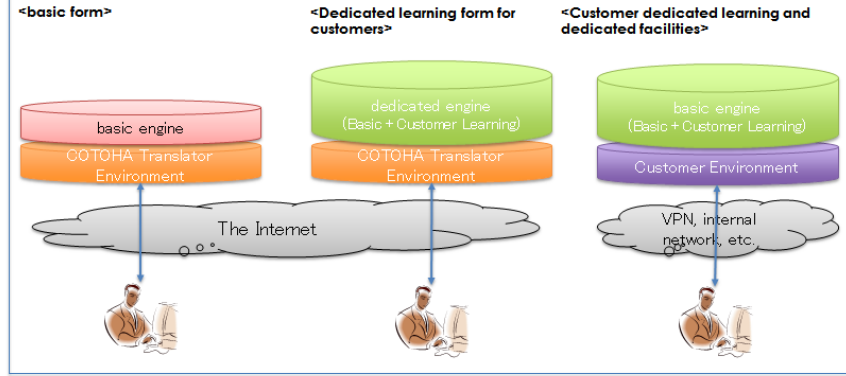 <basic form>
<Dedicated learning form for
customers>
<Customer dedicated learning and
dedicated facilities>
basic engine
COTOHA Translator
Environment
dedicated engine
(Basic+Customer Learning)
COTOHA Translator
Environment
basic engine
(Basic+Customer Learning)
Customer Environment
The Internet
VPN, internal
network, etc.